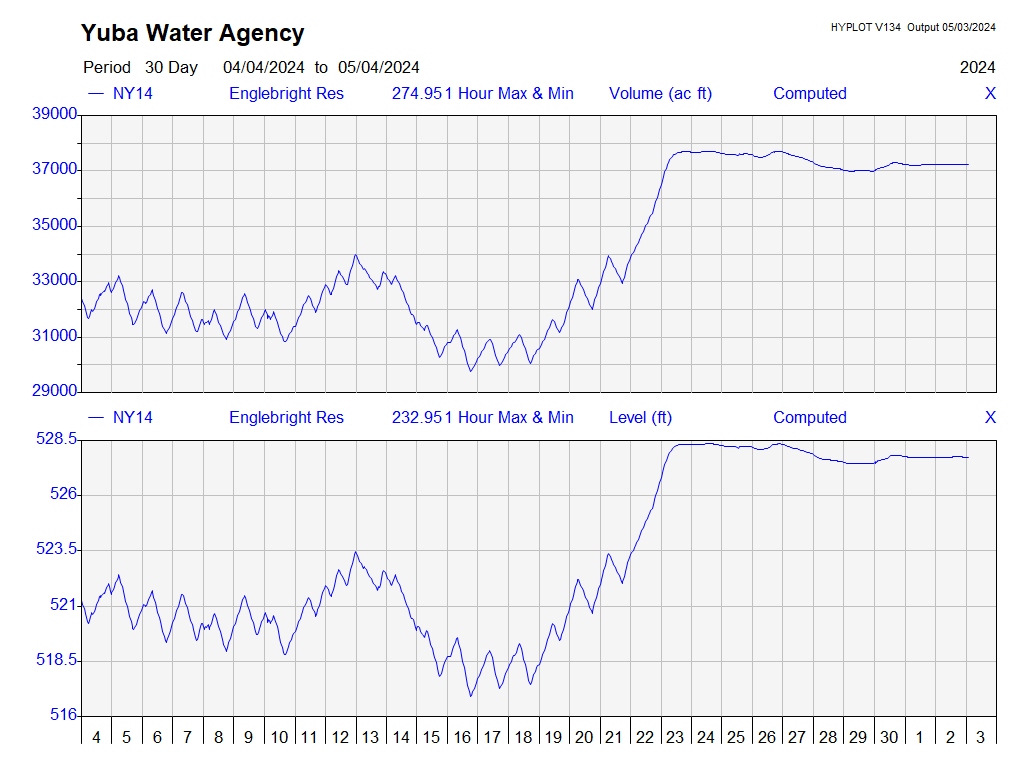 Yuba Water Agency
HYPLOT V134 Output 05/03/2024
Period 30 Day 04/04/2024 to 05/04/2024 2024
NY14 Englebright Res 274.951 Hour Max & Min Volume (ac ft) Computed X
39000
37000
35000
33000
31000
29000
NY14 Englebright Res 232.951 Hour Max & Min Level (ft) Computed X
528.5
526
523.5
521
518.5
516
4 5 6 7 8 9 10 11 12 13 14 15 16 17 18 19 20 21 22 23 24 25 26 27 28 29 30 1 2 3